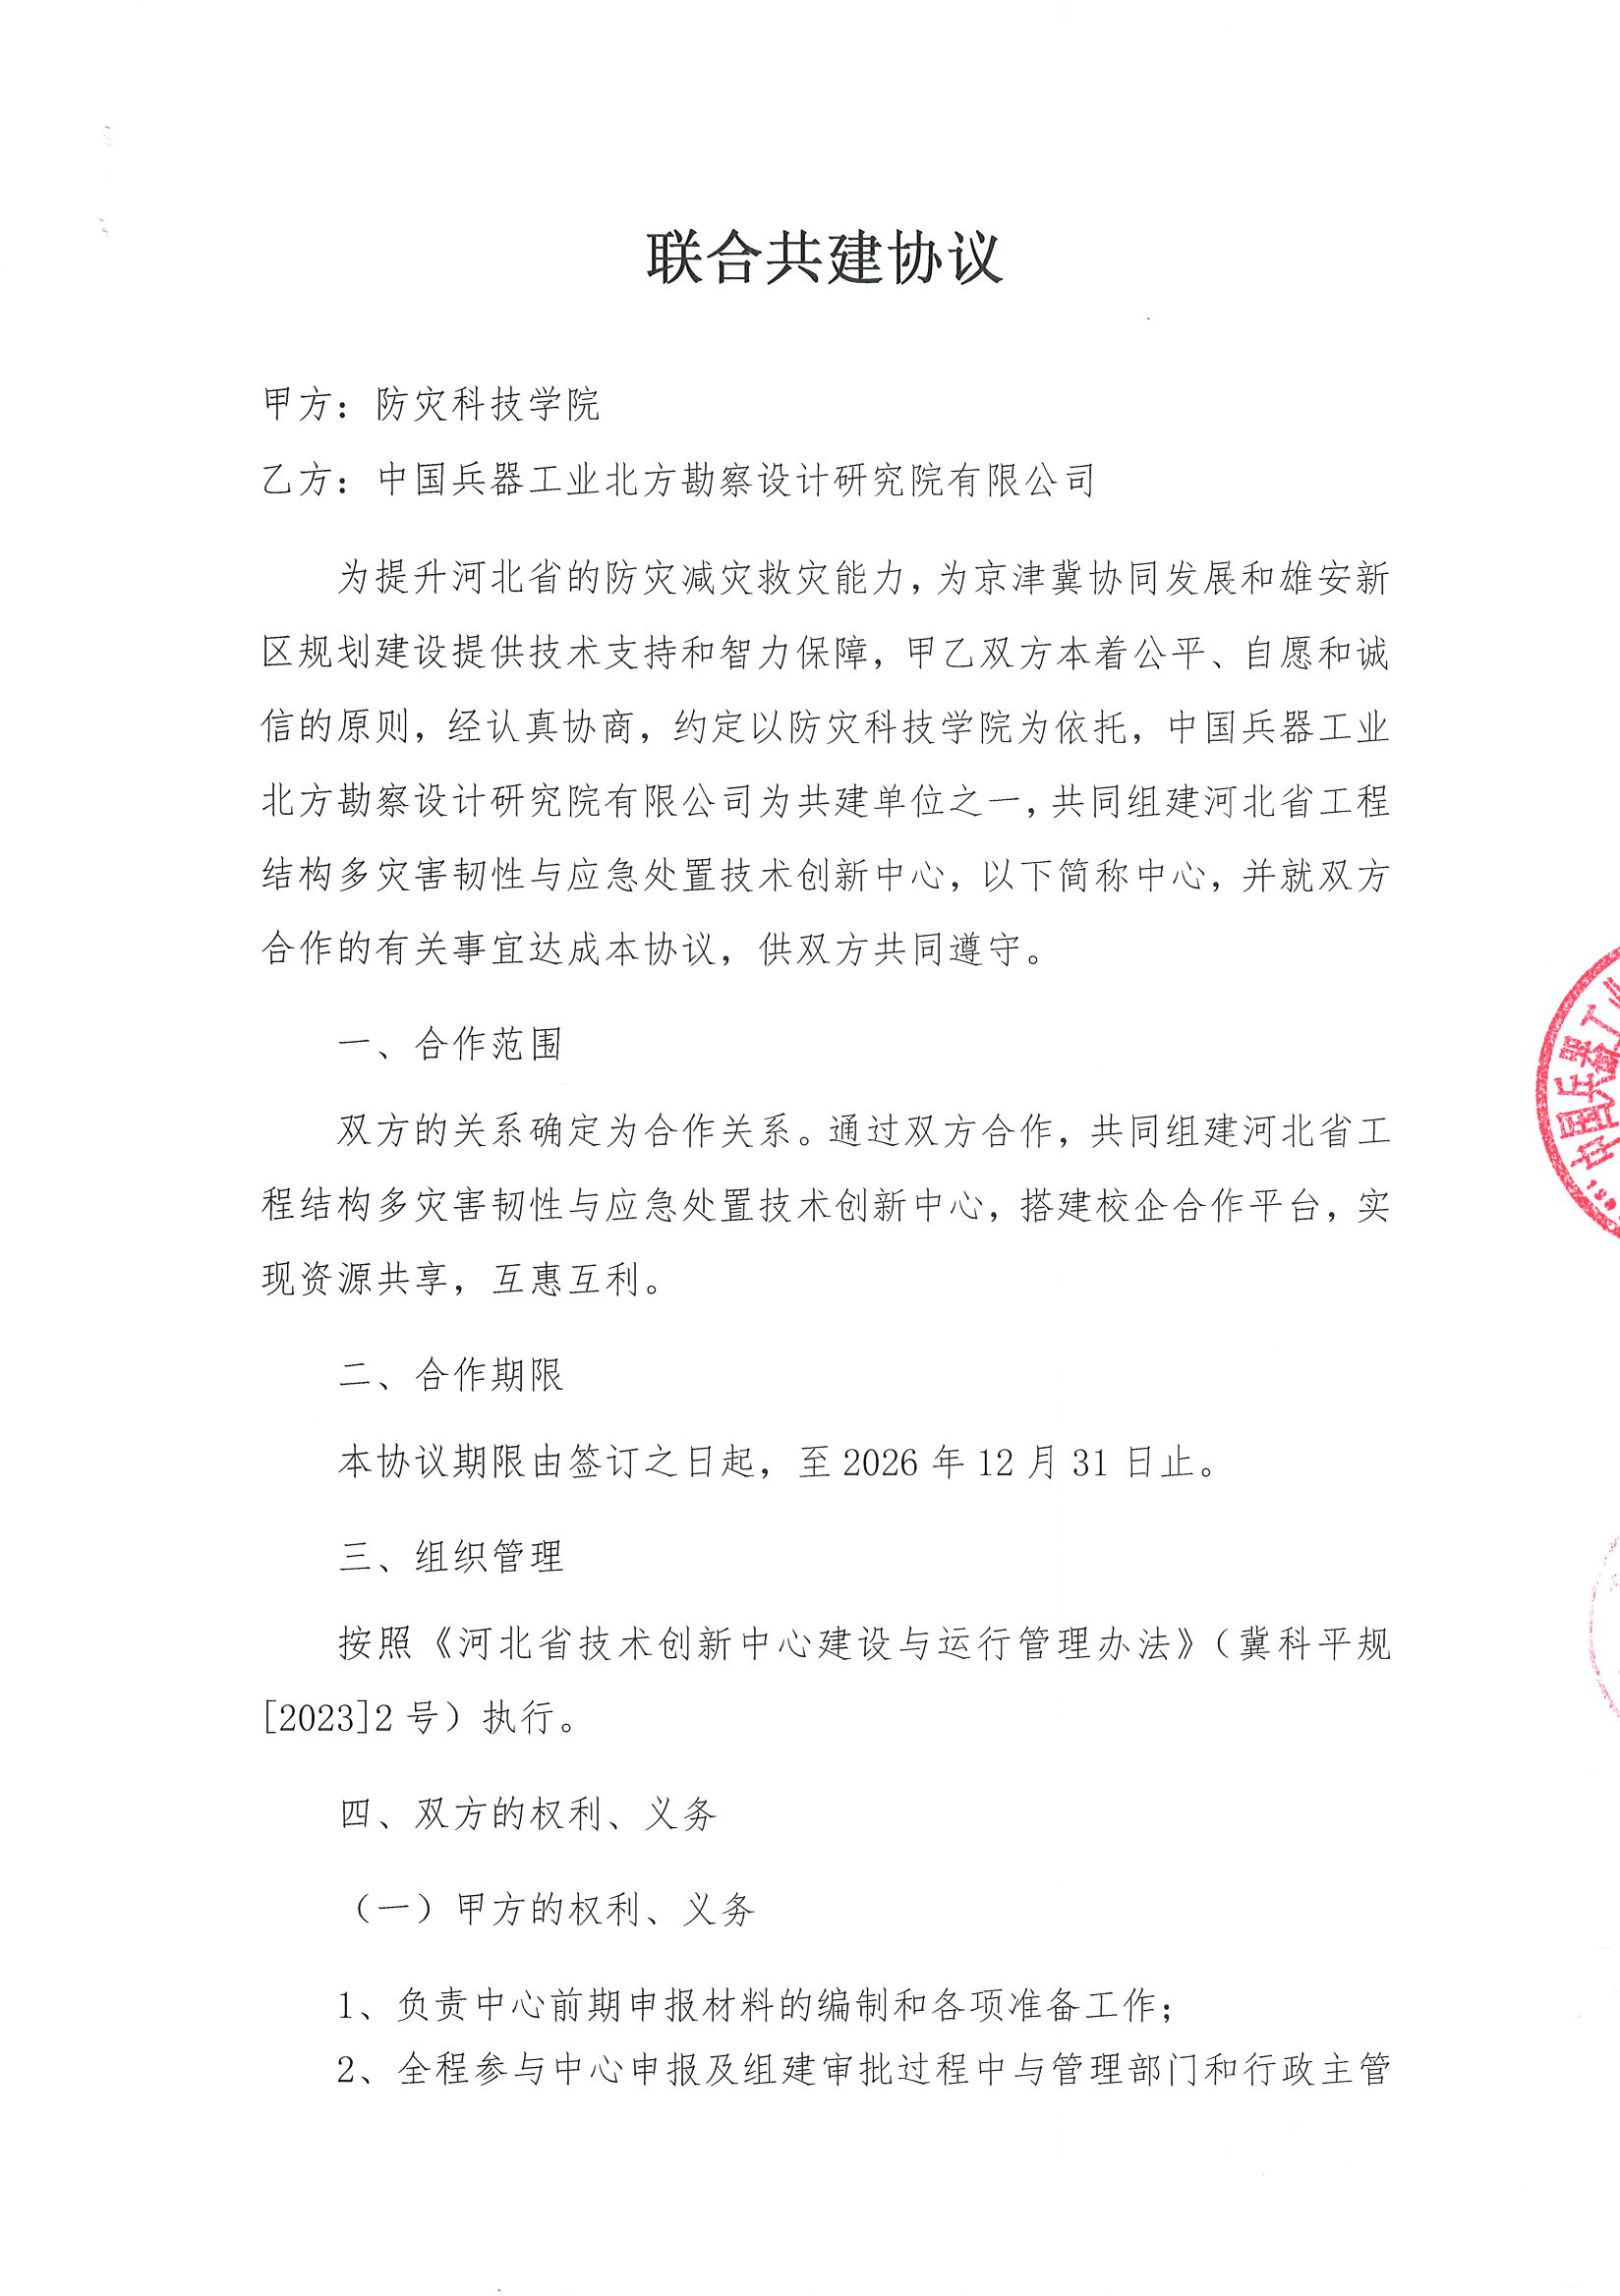 联合共建协议
甲方：防灾科技学院
乙方：中国兵器工业北方勘察设计研究院有限公司
为提升河北省的防灾减灾救灾能力，为京津冀协同发展和雄安新
区规划建设提供技术支持和智力保障，甲乙双方本着公平、自愿和诚
信的原则，经认真协商，约定以防灾科技学院为依托，中国兵器工业
北方勘察设计研究院有限公司为共建单位之一，共同组建河北省工程
结构多灾害韧性与应急处置技术创新中心，以下简称中心，并就双方
合作的有关事宜达成本协议，供双方共同遵守。
一、合作范围
双方的关系确定为合作关系。通过双方合作，共同组建河北省工
程结构多灾害韧性与应急处置技术创新中心，搭建校企合作平台，实
现资源共享，互惠互利。
二、合作期限
本协议期限由签订之日起，至 2026 年 12 月 31 日止。
三、组织管理
按照《河北省技术创新中心建设与运行管理办法》（冀科平规
[2023]2 号）执行。
四、双方的权利、义务
（一）甲方的权利、义务
1、负责中心前期申报材料的编制和各项准备工作；
2、全程参与中心申报及组建审批过程中与管理部门和行政主管
中国兵器工业